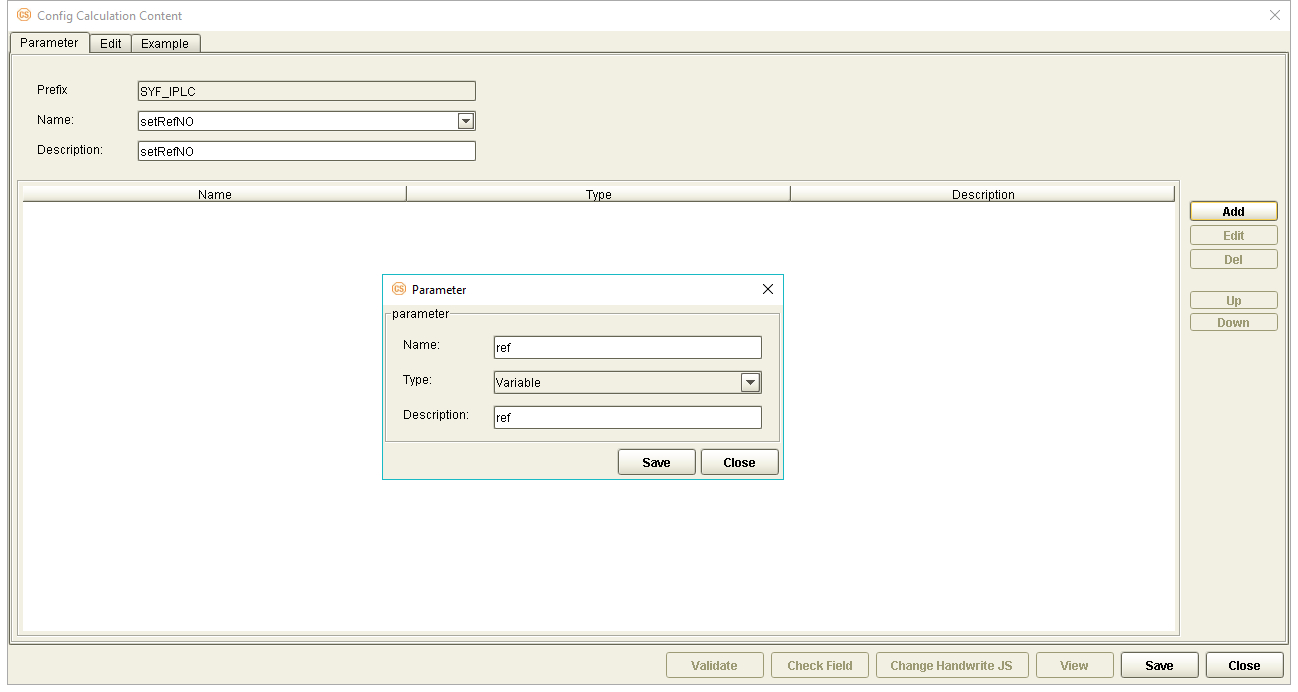 CS Config Calculation Content
Parameter Edit Example
Prefix SYF_IPLC
Name: setRefNO
Description: setRefNO
Name Type Description
Add
Edit
Del
Up
Down
CS Parameter
parameter
Name: ref
Type: Variable
Description: ref
Save Close
Validate Check Field Change Handwrite JS View Save Close